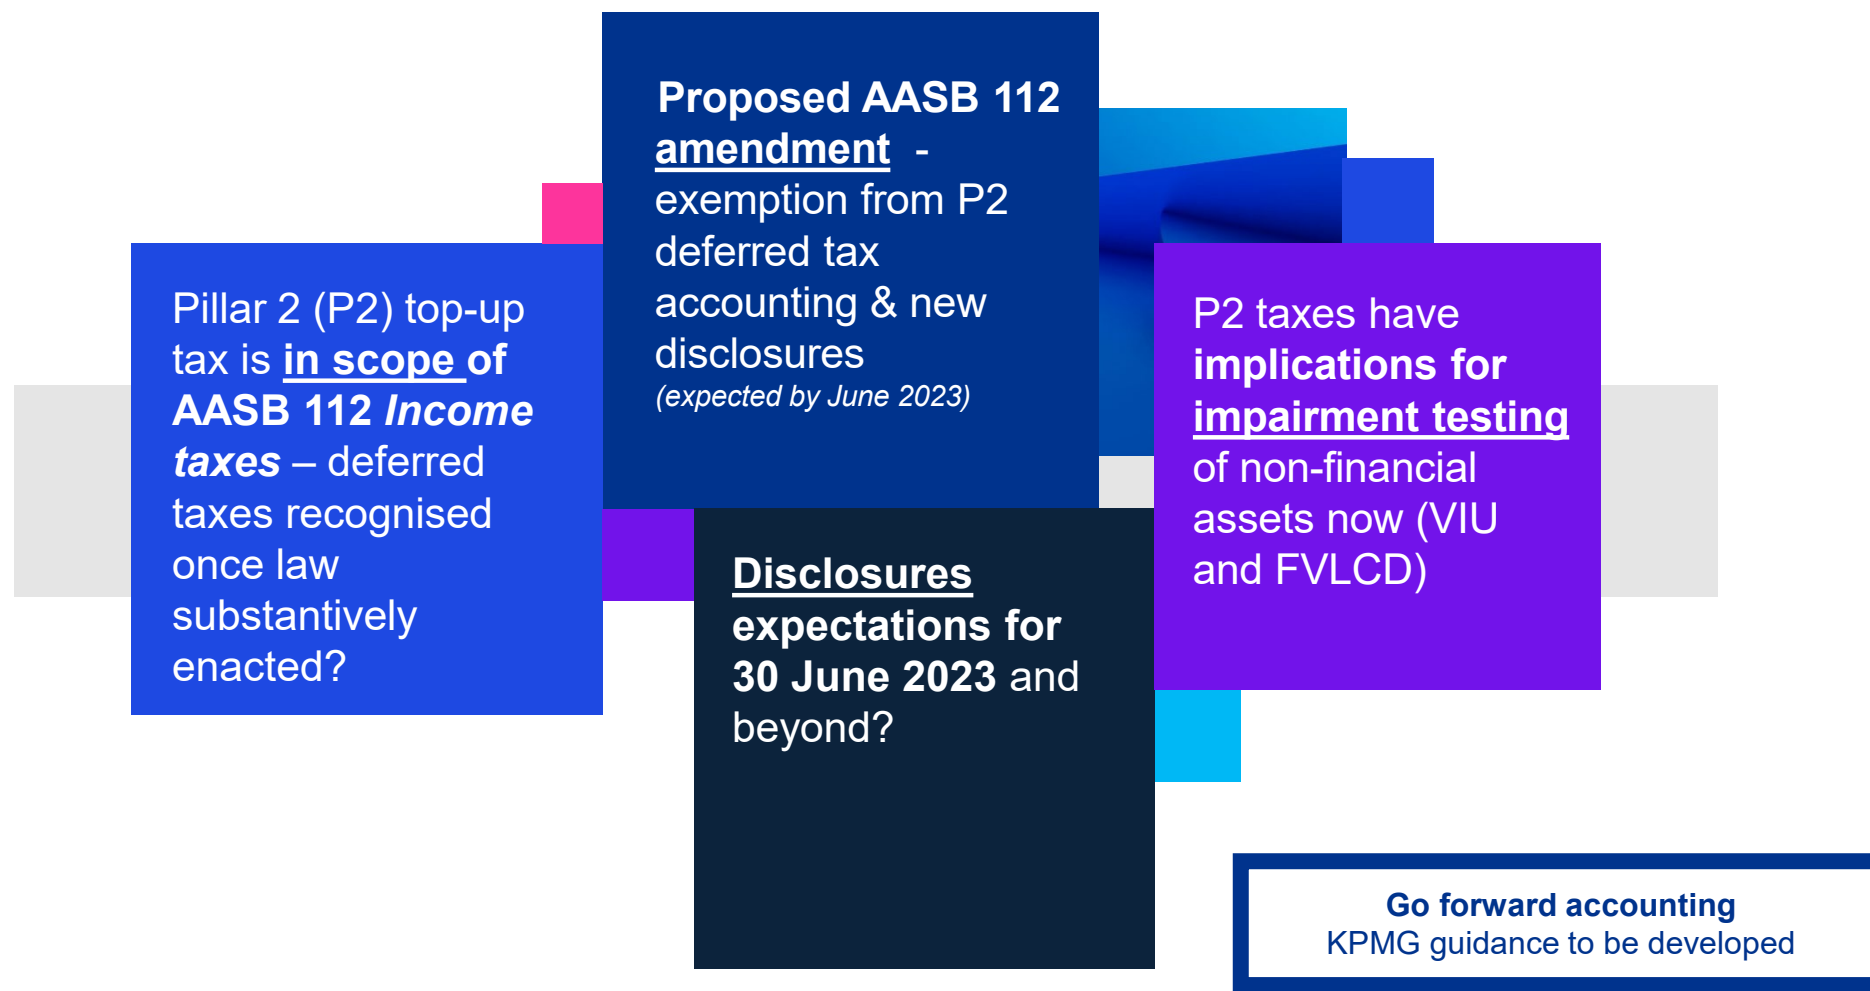 Pillar 2 (P2) top-up
tax is in scope of
AASB 112 Income
taxes – deferred
taxes recognised
once law
substantively
enacted?
Proposed AASB 112
amendment -
exemption from P2
deferred tax
accounting & new
disclosures
(expected by June 2023)
Disclosures
expectations for
30 June 2023 and
beyond?
P2 taxes have
implications for
impairment testing
of non-financial
assets now (VIU
and FVLCD)
Go forward accounting
KPMG guidance to be developed